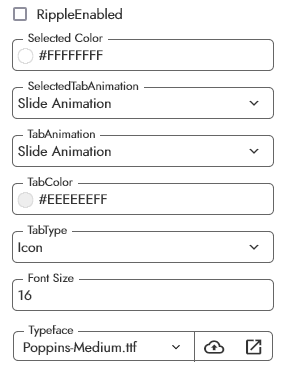 RippleEnabled
Selected Color
#FFFFFFFF
SelectedTabAnimation
Slide Animation
TabAnimation
Slide Animation
TabColor
#EEEEEEFF
TabType
Icon
Font Size
16
Typeface
Poppins-Medium.ttf